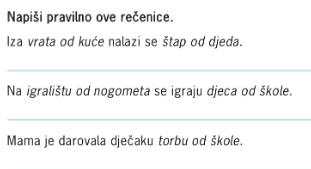 Napiši pravilno ove rečenice.
Iza vrata od kuće nalazi se štap od djeda.
Na igralištu od nogometa se igraju djeca od škole.
Mama je darovala dječaku torbu od škole.